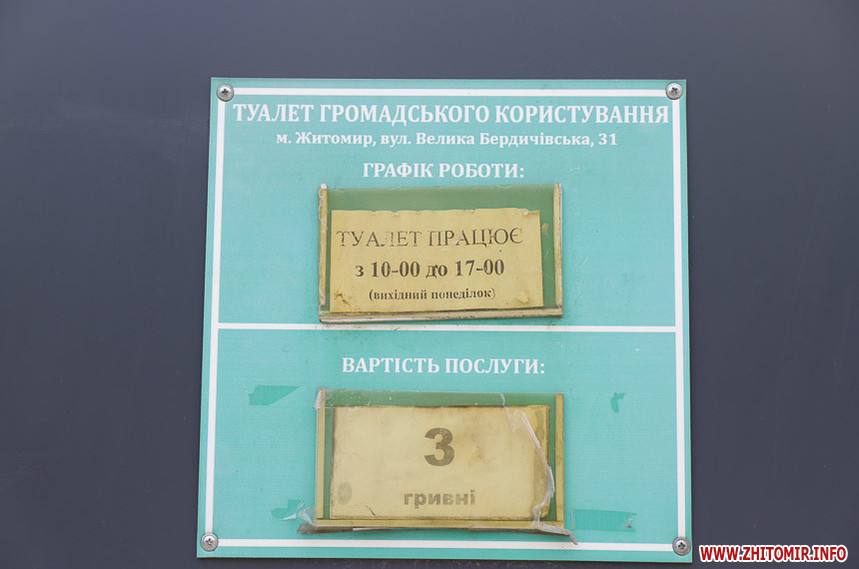 ТУАЛЕТ ГРОМАДСЬКОГО КОРИСТУВАННЯ
м. Житомир, вул. Велика Бердичівська, 31
ГРАФІК РОБОТИ:
ТУАЛЕТ ПРАЦЮЄ
з 10-00 до 17-00
(вихідний понеділок)
ВАРТІСТЬ ПОСЛУГИ:
3
гривні
WWW.ZHITOMIR.INFO